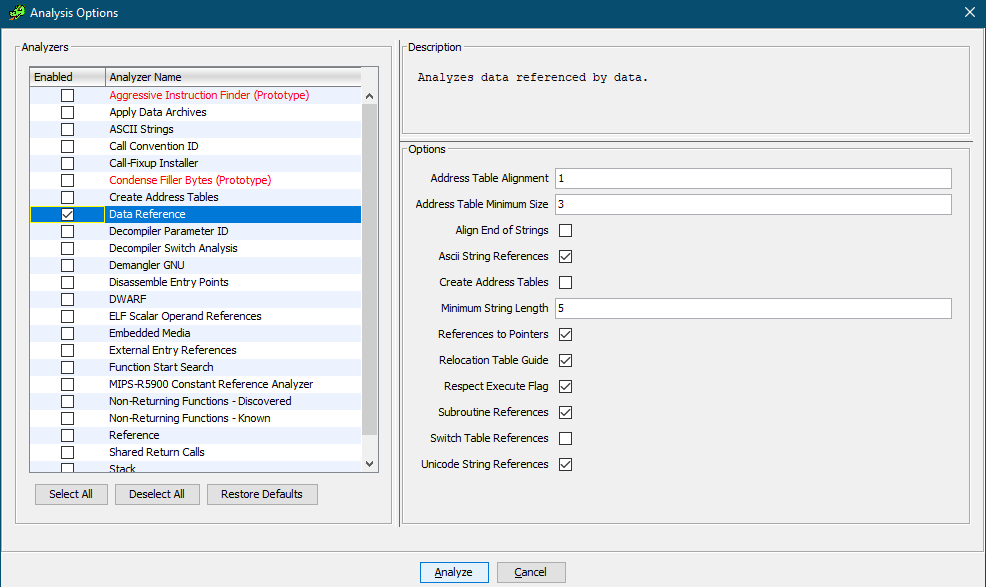 Analysis Options
Analyzers
Enabled Analyzer Name
Aggressive Instruction Finder (Prototype)
Apply Data Archives
ASCII Strings
Call Convention ID
Call-Fixup Installer
Condense Filler Bytes (Prototype)
Create Address Tables
Data Reference
Decompiler Parameter ID
Decompiler Switch Analysis
Demangler GNU
Disassemble Entry Points
DWARF
ELF Scalar Operand References
Embedded Media
External Entry References
Function Start Search
MIPS-R5900 Constant Reference Analyzer
Non-Returning Functions - Discovered
Non-Returning Functions - Known
Reference
Shared Return Calls
Stack
Select All Deselect All Restore Defaults
Description
Analyzes data referenced by data.
Options
Address Table Alignment 1
Address Table Minimum Size 3
Align End of Strings
Ascii String References
Create Address Tables
Minimum String Length 5
References to Pointers
Relocation Table Guide
Respect Execute Flag
Subroutine References
Switch Table References
Unicode String References
Analyze Cancel